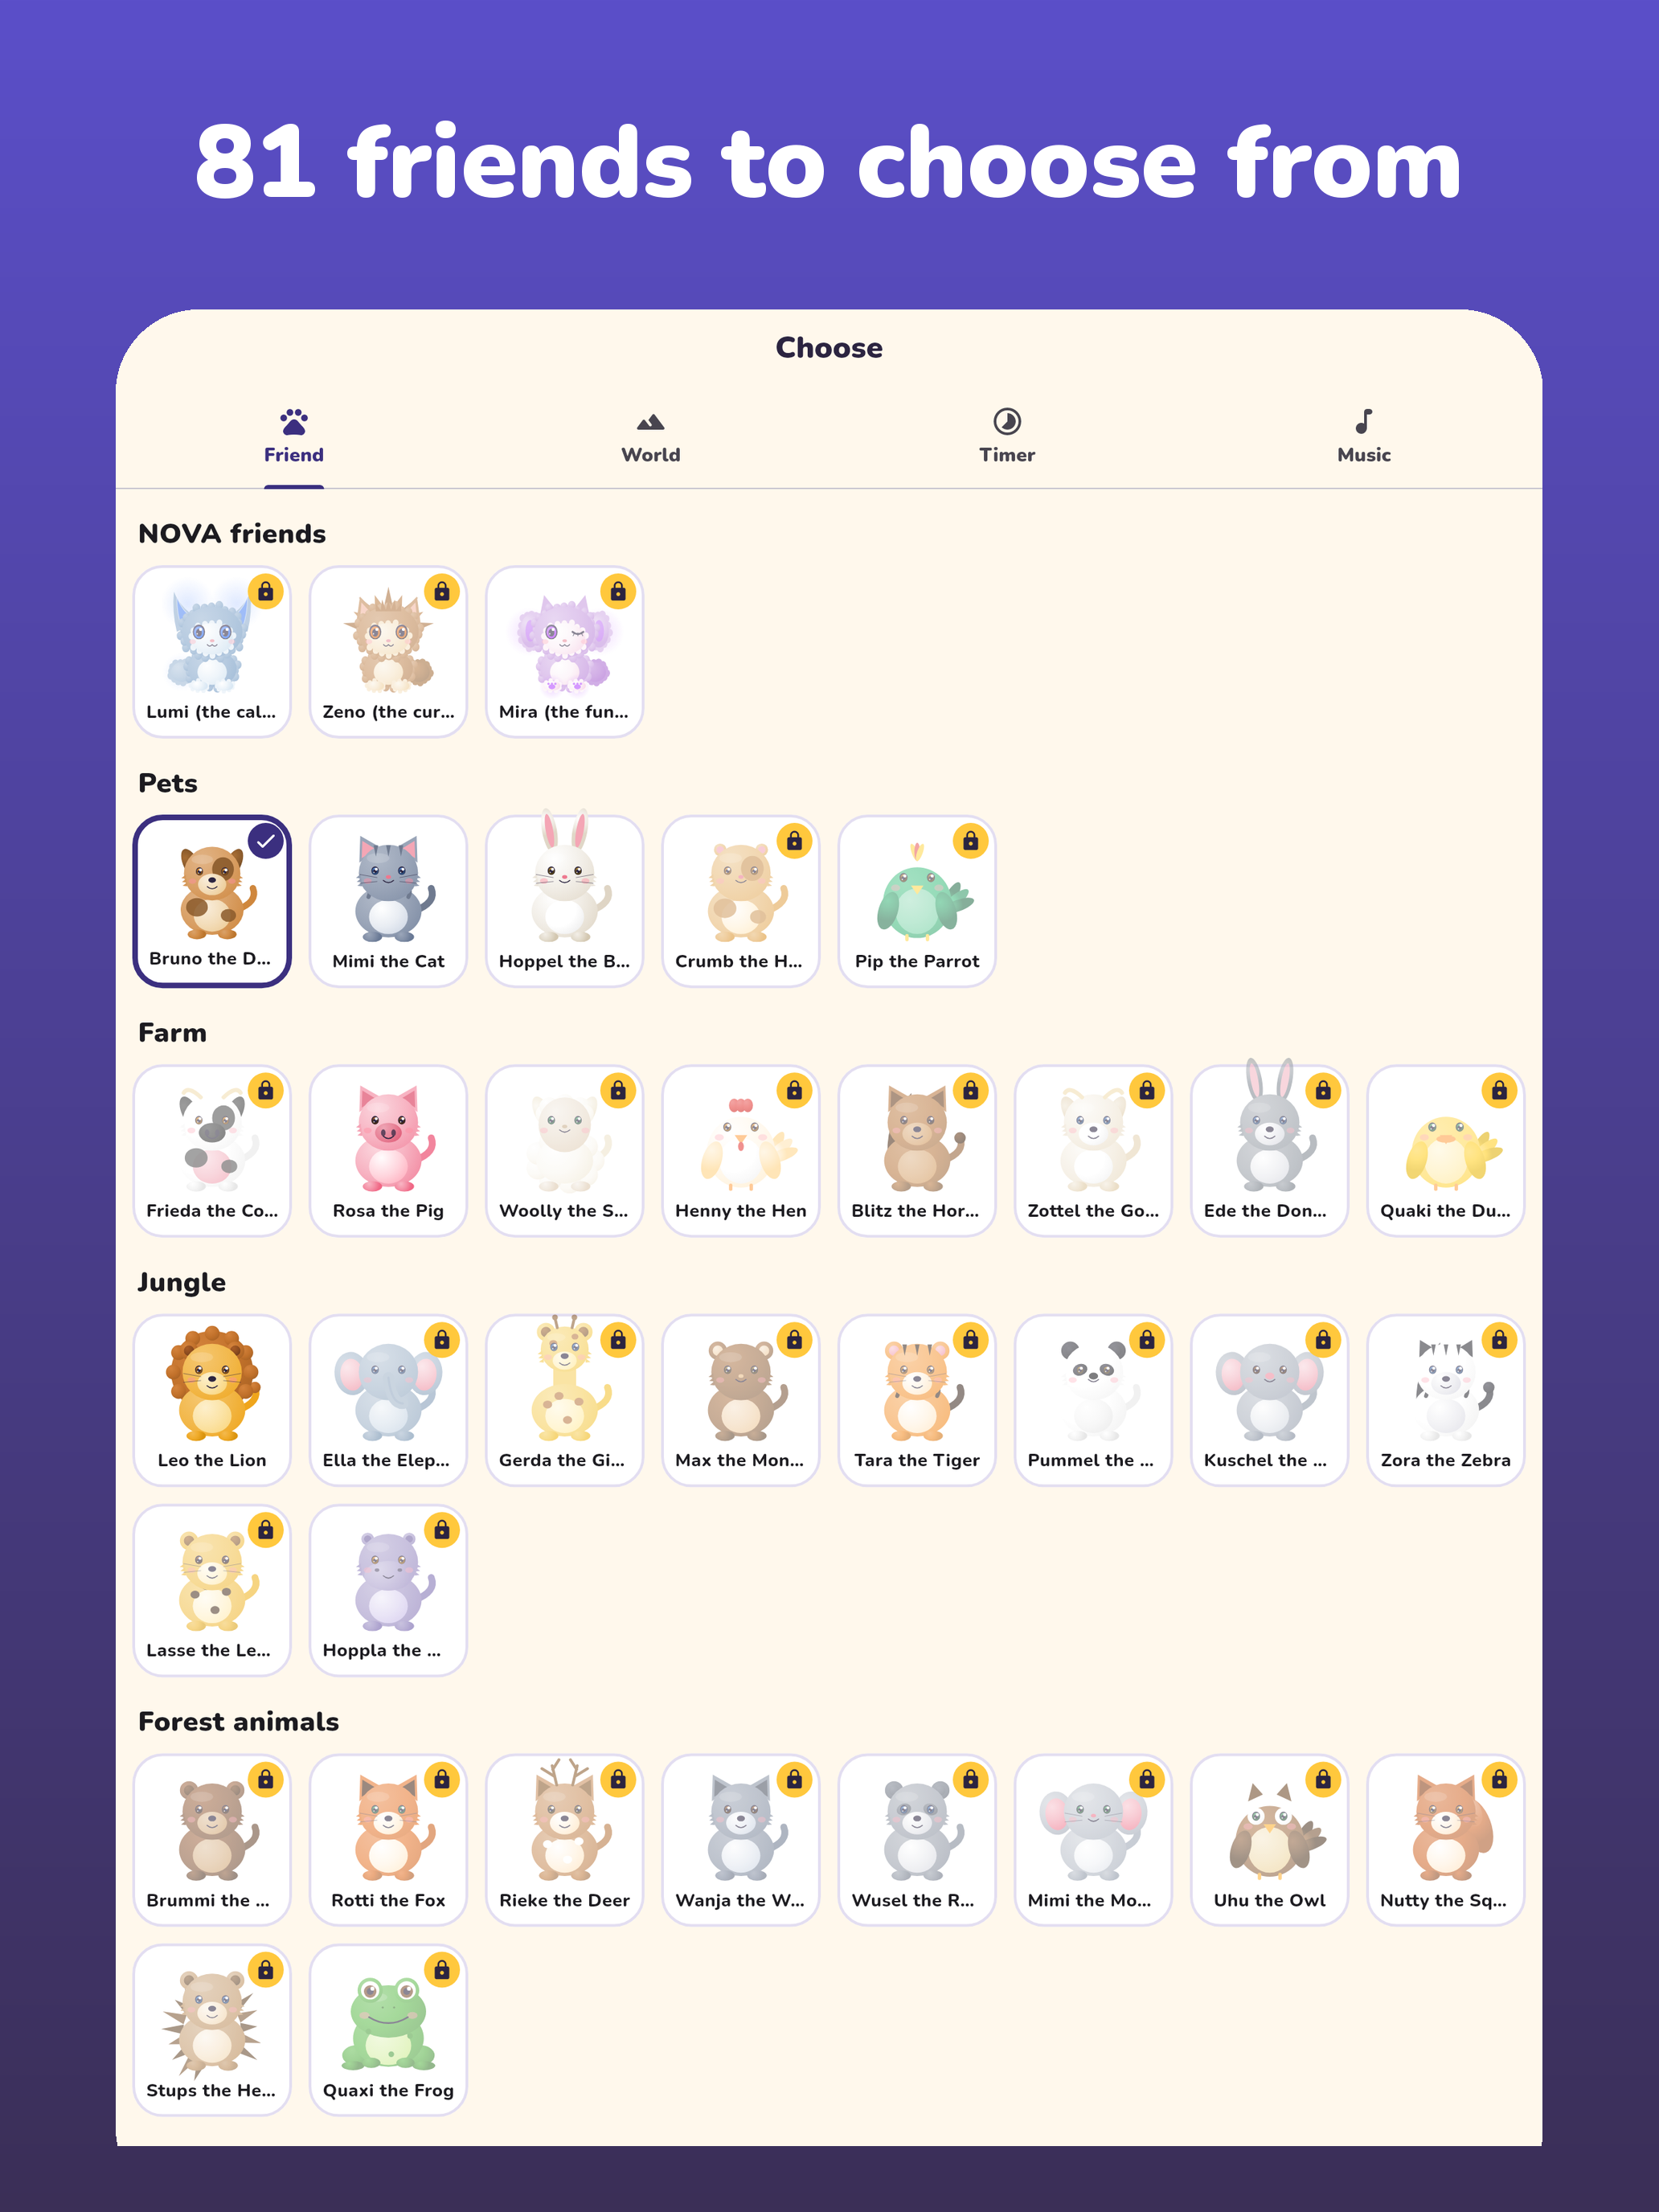 81 friends to choose from
Choose
Friend World Timer Music
NOVA friends
Lumi (the cal... Zeno (the cur... Mira (the fun...
Pets
Bruno the D... Mimi the Cat Hoppel the B... Crumb the H... Pip the Parrot
Farm
Frieda the Co... Rosa the Pig Woolly the S... Henny the Hen Blitz the Hor... Zottel the Go... Ede the Don... Quaki the Du...
Jungle
Leo the Lion Ella the Elep... Gerda the Gi... Max the Mon... Tara the Tiger Pummel the ... Kuschel the ... Zora the Zebra
Lasse the Le... Hoppla the ...
Forest animals
Brummi the ... Rotti the Fox Rieke the Deer Wanja the W... Wusel the R... Mimi the Mo... Uhu the Owl Nutty the Sq...
Stups the He... Quaxi the Frog